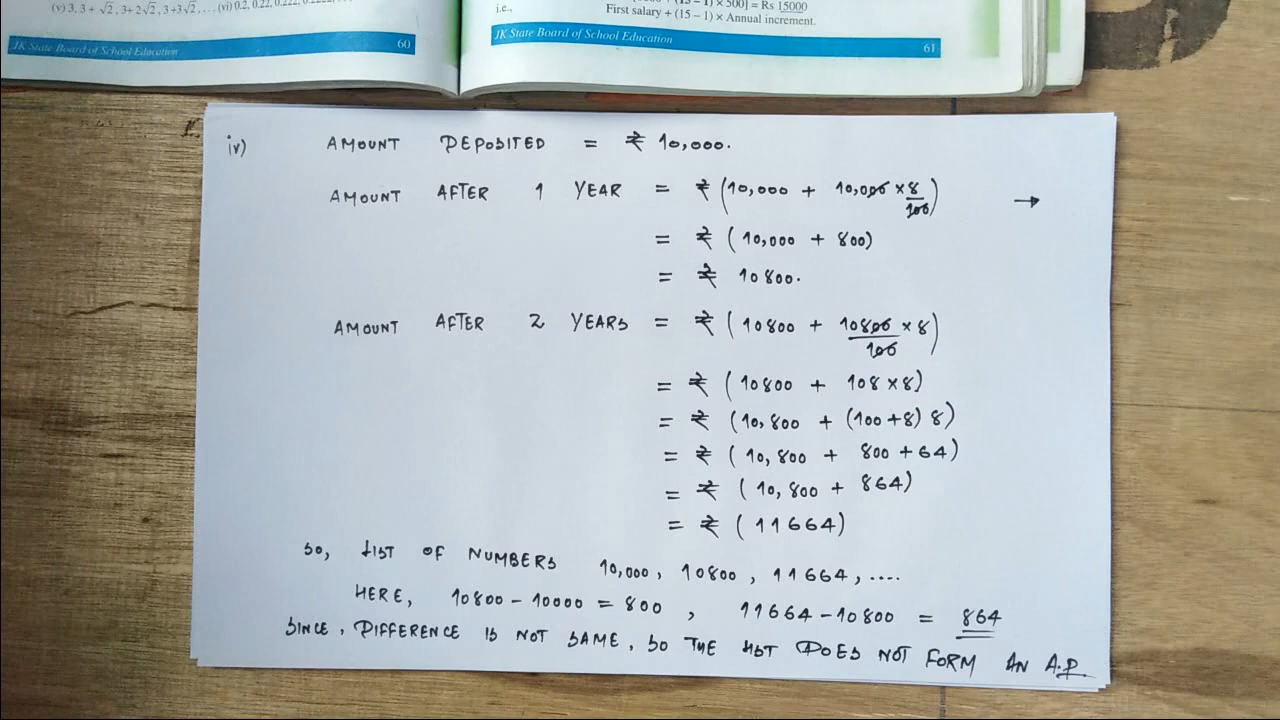 (v) 3, 3 + √2, 3+2√2, 3+3√2, . . . (vi) 0.2, 0.22, 0.222,
JK State Board of School Education 60
– 1) × 500] = Rs 15000
i.e.,
First salary + (15 – 1) × Annual increment.
JK State Board of School Education 61
iv) AMOUNT DEPOSITED = ₹ 10,000.
AMOUNT AFTER 1 YEAR = ₹ (10,000 + 10,000 × 8/100) →
= ₹ (10,000 + 800)
= ₹ 10800.
AMOUNT AFTER 2 YEARS = ₹ (10800 + 10800/100 × 8)
= ₹ (10800 + 108 × 8)
= ₹ (10,800 + (100 + 8) 8)
= ₹ (10,800 + 800 + 64)
= ₹ (10,800 + 864)
= ₹ (11664)
SO, LIST OF NUMBERS 10,000, 10800, 11664, ....
HERE, 10800 – 10000 = 800 , 11664 – 10800 = 864
SINCE, DIFFERENCE IS NOT SAME, SO THE LIST DOES NOT FORM AN A.P